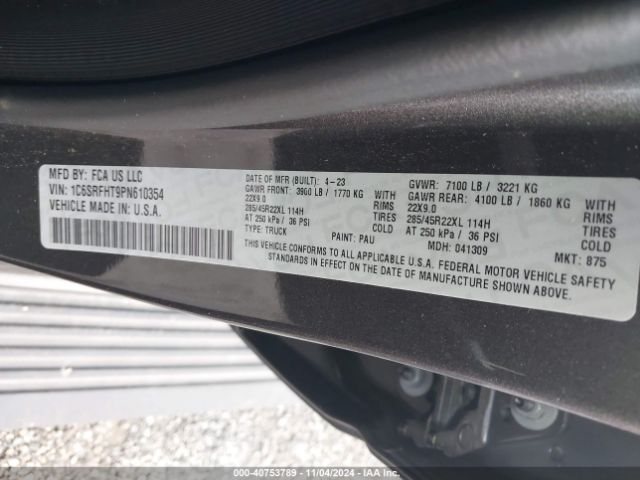 MFD BY: FCA US LLC
VIN: 1C6SRFHT9PN610354
VEHICLE MADE IN U.S.A.
DATE OF MFR (BUILT): 4-23
GAWR FRONT: 3900 LB / 1770 KG WITH
22X9.0 RIMS
285/45R22XL 114H TIRES
AT 250 kPa / 36 PSI COLD
TYPE: TRUCK PAINT: PAU
GVWR: 7100 LB / 3221 KG
GAWR REAR: 4100 LB / 1860 KG WITH
22X9.0 RIMS
285/45R22XL 114H TIRES
AT 250 kPa / 36 PSI COLD
MDH: 041309 MKT: 875
THIS VEHICLE CONFORMS TO ALL APPLICABLE U.S.A. FEDERAL MOTOR VEHICLE SAFETY
STANDARDS IN EFFECT ON THE DATE OF MANUFACTURE SHOWN ABOVE.
000-40753789 - 11/04/2024 - IAA Inc.